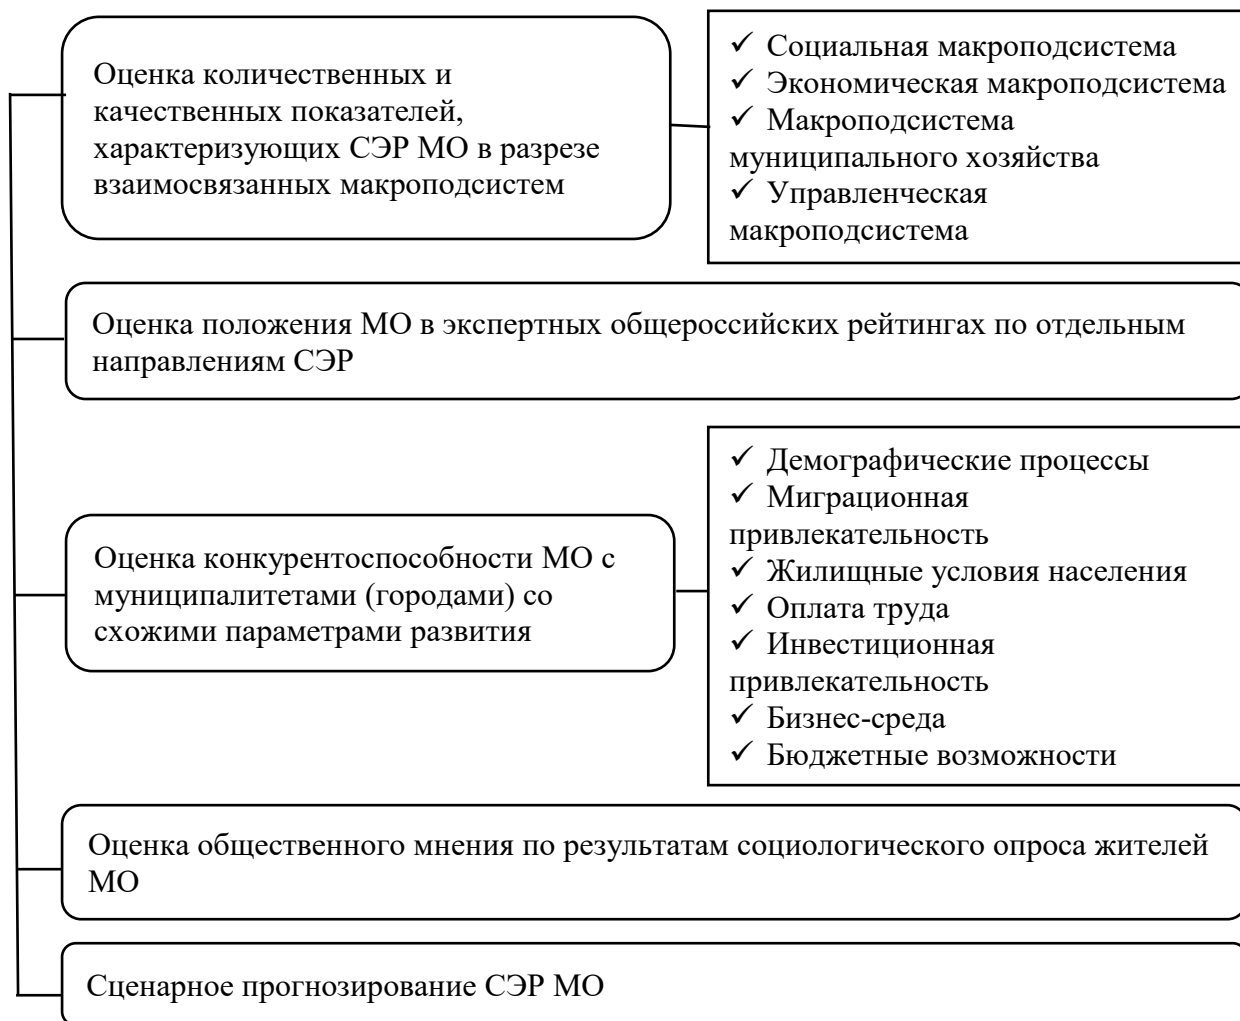 Оценка количественных и
качественных показателей,
характеризующих СЭР МО в разрезе
взаимосвязанных макроподсистем
✓ Социальная макроподсистема
✓ Экономическая макроподсистема
✓ Макроподсистема
муниципального хозяйства
✓ Управленческая
макроподсистема
Оценка положения МО в экспертных общероссийских рейтингах по отдельным
направлениям СЭР
Оценка конкурентоспособности МО с
муниципалитетами (городами) со
схожими параметрами развития
✓ Демографические процессы
✓ Миграционная
привлекательность
✓ Жилищные условия населения
✓ Оплата труда
✓ Инвестиционная
привлекательность
✓ Бизнес-среда
✓ Бюджетные возможности
Оценка общественного мнения по результатам социологического опроса жителей
МО
Сценарное прогнозирование СЭР МО